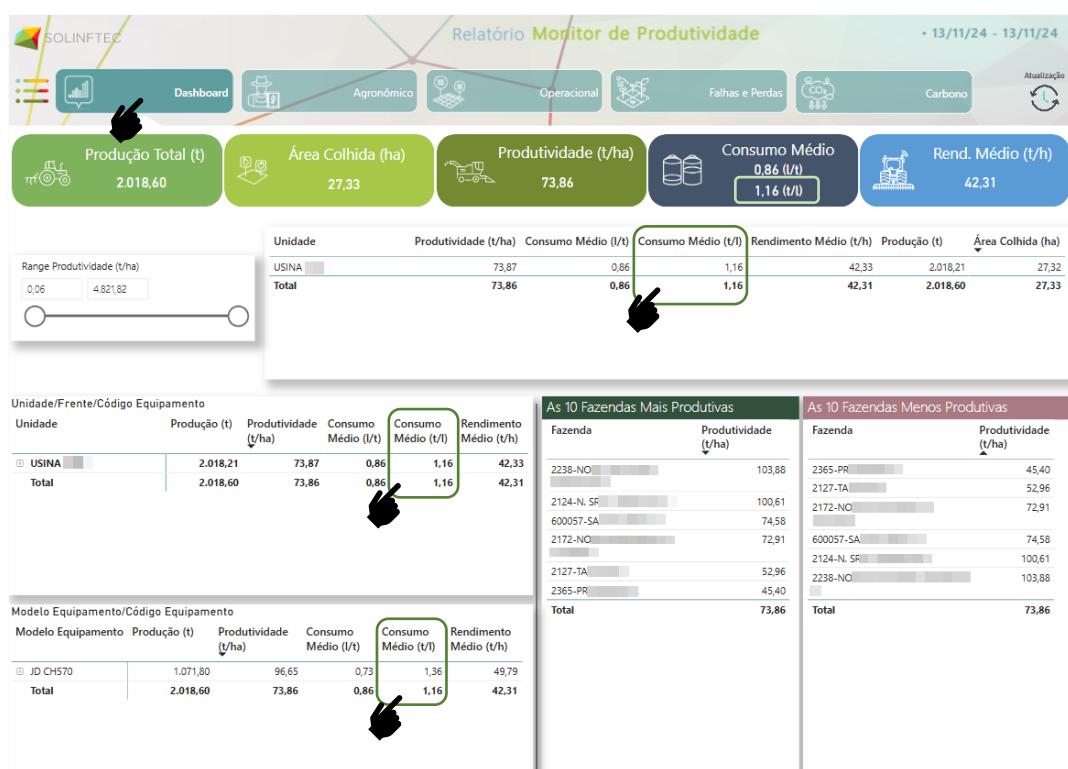 SOLINFTEC
Relatório Monitor de Produtividade
• 13/11/24 - 13/11/24
Dashboard
Agronômico
Operacional
Falhas e Perdas
CO₂
Carbono
Atualização
Produção Total (t)
2.018,60
Área Colhida (ha)
27,33
Produtividade (t/ha)
73,86
Consumo Médio
0,86 (l/t)
1,16 (t/l)
Rend. Médio (t/h)
42,31
Range Produtividade (t/ha)
0,06 4.821,82
Unidade Produtividade (t/ha) Consumo Médio (l/t) Consumo Médio (t/l) Rendimento Médio (t/h) Produção (t) Área Colhida (ha)
USINA 73,87 0,86 1,16 42,33 2.018,21 27,32
Total 73,86 0,86 1,16 42,31 2.018,60 27,33
Unidade/Frente/Código Equipamento
Unidade Produção (t) Produtividade Consumo Consumo Rendimento
(t/ha) Médio (l/t) Médio (t/l) Médio (t/h)
USINA 2.018,21 73,87 0,86 1,16 42,33
Total 2.018,60 73,86 0,86 1,16 42,31
Modelo Equipamento/Código Equipamento
Modelo Equipamento Produção (t) Produtividade Consumo Consumo Rendimento
(t/ha) Médio (l/t) Médio (t/l) Médio (t/h)
JD CH570 1.071,80 96,65 0,73 1,36 49,79
Total 2.018,60 73,86 0,86 1,16 42,31
As 10 Fazendas Mais Produtivas
Fazenda Produtividade
(t/ha)
2238-NO 103,88
2124-N. SR 100,61
600057-SA 74,58
2172-NO 72,91
2127-TA 52,96
2365-PR 45,40
Total 73,86
As 10 Fazendas Menos Produtivas
Fazenda Produtividade
(t/ha)
2365-PR 45,40
2127-TA 52,96
2172-NO 72,91
600057-SA 74,58
2124-N. SR 100,61
2238-NO 103,88
Total 73,86